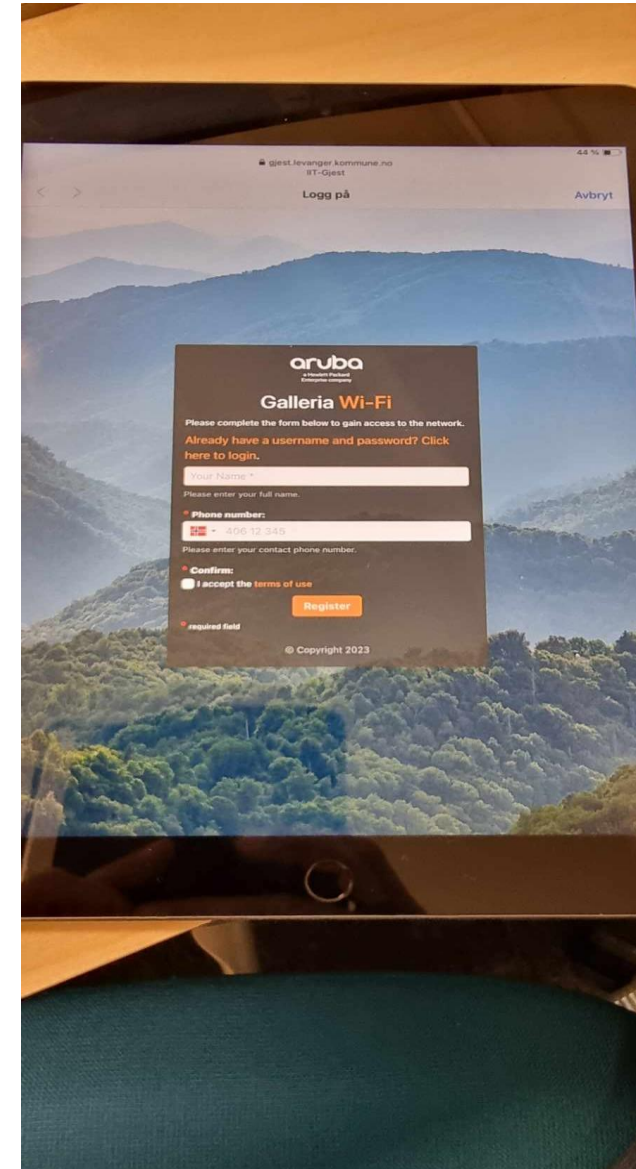 44 %
gjest.levanger.kommune.no
IIT-Gjest
< >
Logg på
Avbryt
aruba
a Hewlett Packard
Enterprise company
Galleria Wi-Fi
Please complete the form below to gain access to the network.
Already have a username and password? Click
here to login.
Your Name *
Please enter your full name.
* Phone number:
406 12 345
Please enter your contact phone number.
* Confirm:
I accept the terms of use
Register
* required field
© Copyright 2023